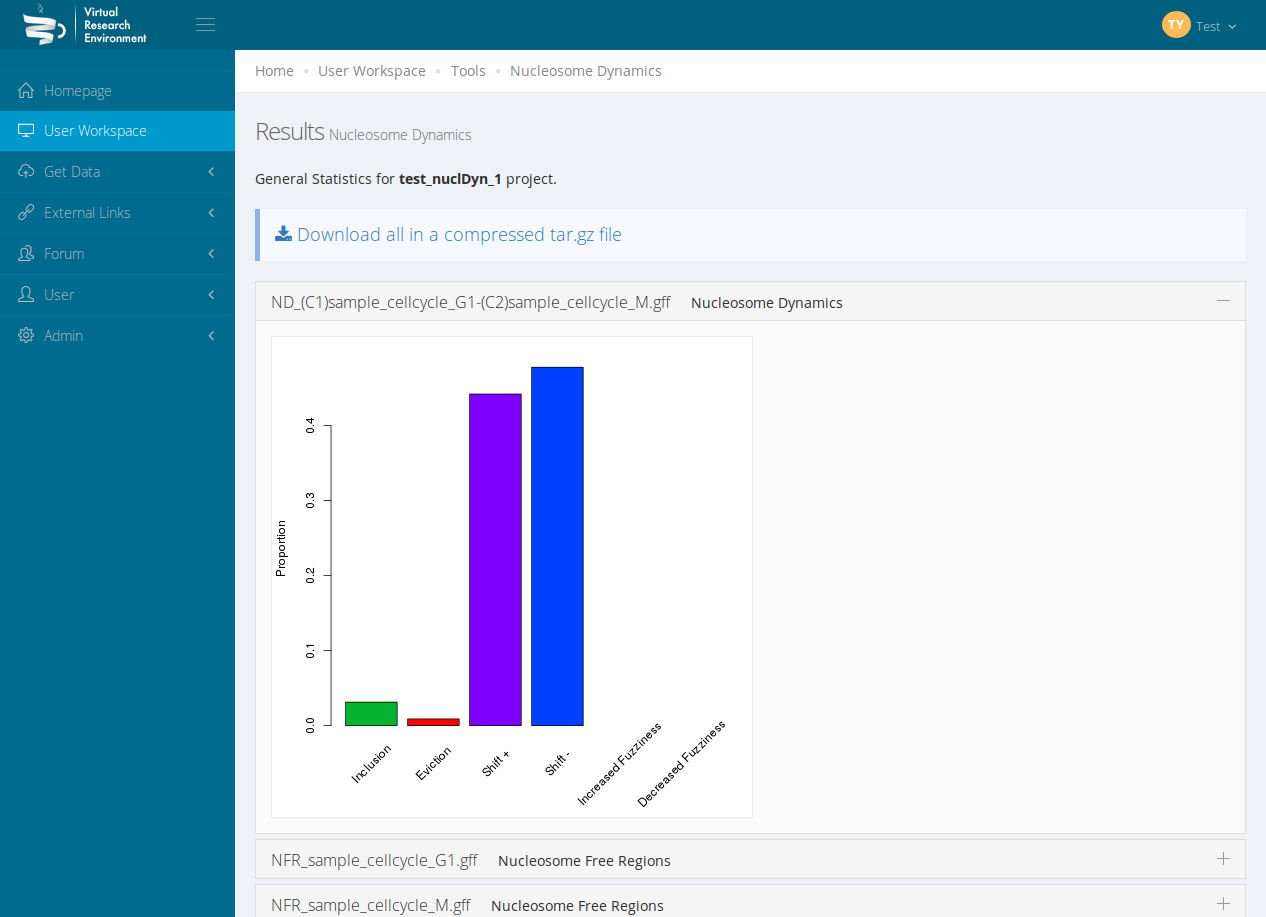 Virtual
Research
Environment
TY Test
Home User Workspace Tools Nucleosome Dynamics
Homepage
User Workspace
Get Data
External Links
Forum
User
Admin
Results Nucleosome Dynamics
General Statistics for test_nuclDyn_1 project.
Download all in a compressed tar.gz file
ND_(C1)sample_cellcycle_G1-(C2)sample_cellcycle_M.gff Nucleosome Dynamics
Proportion
0.4
0.3
0.2
0.1
0.0
Inclusion
Eviction
Shift +
Shift -
Increased Fuzziness
Decreased Fuzziness
NFR_sample_cellcycle_G1.gff Nucleosome Free Regions
NFR_sample_cellcycle_M.gff Nucleosome Free Regions